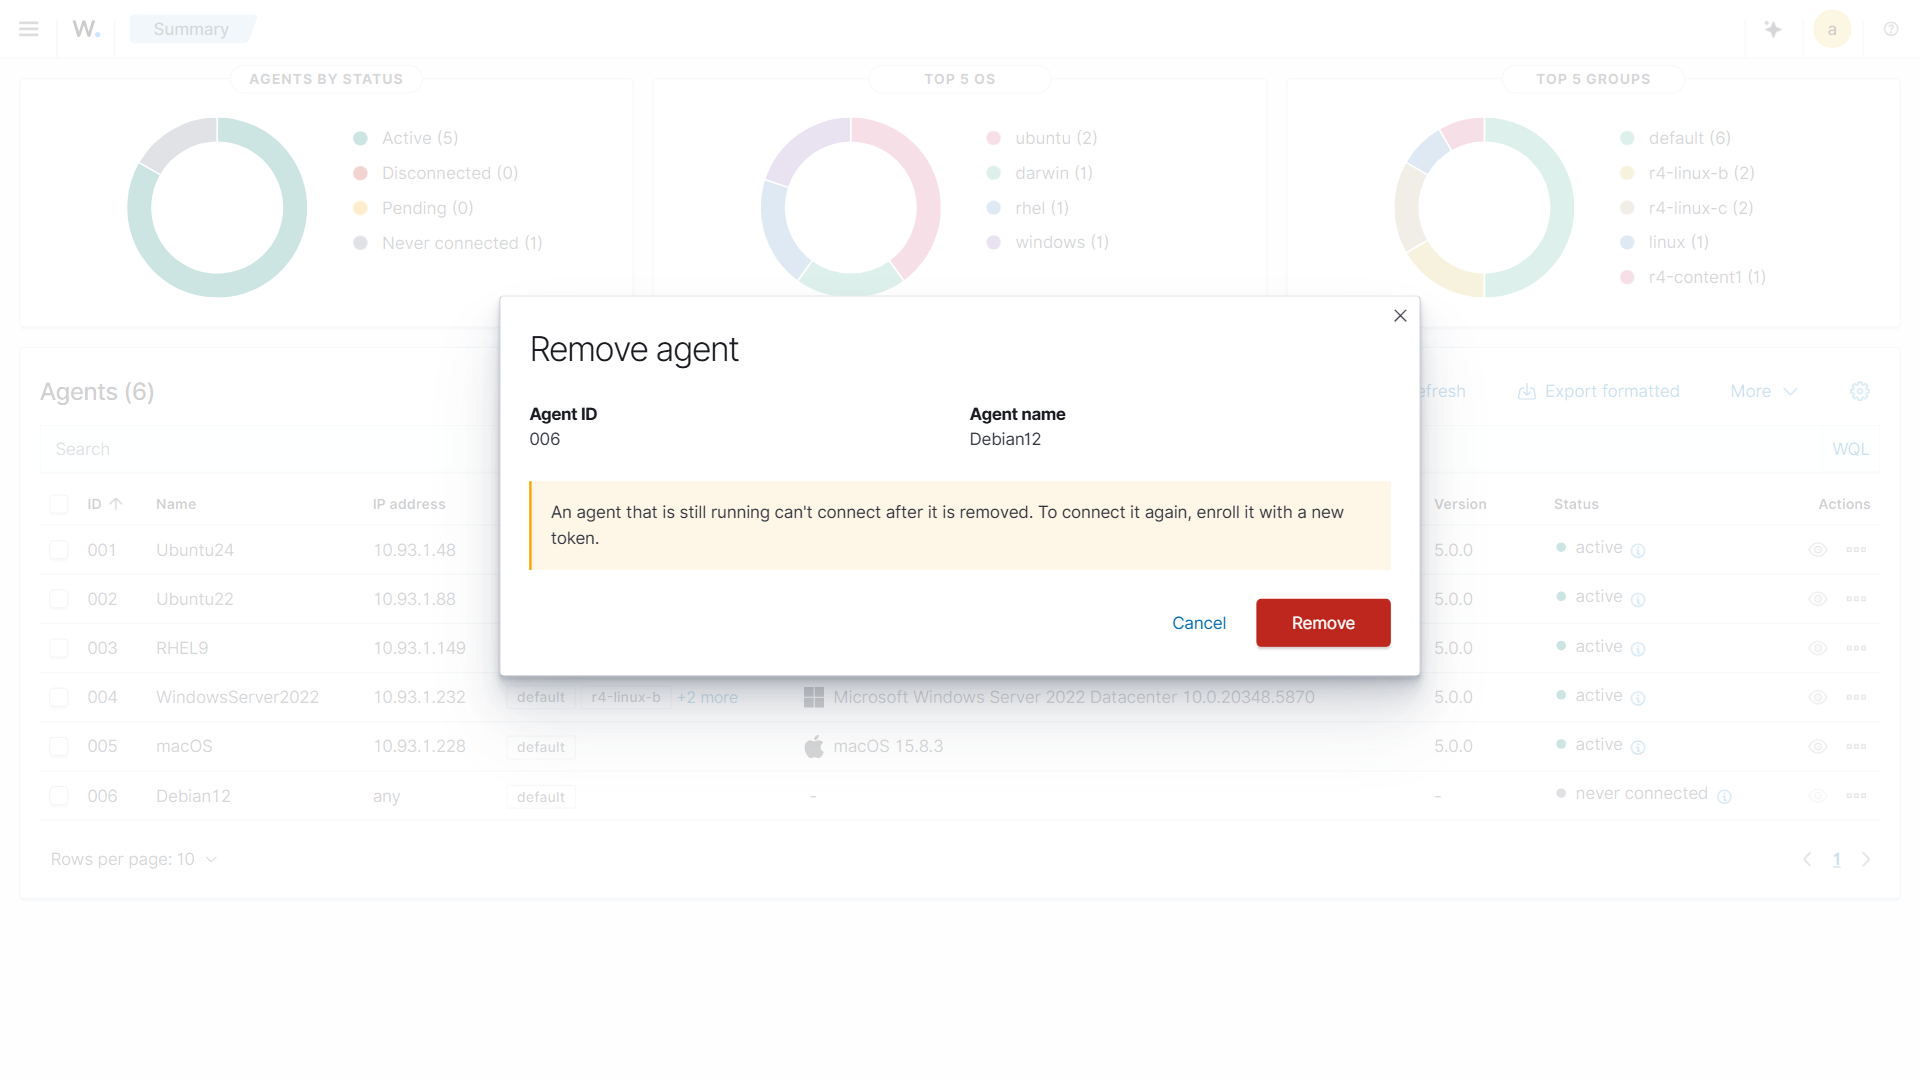 W.
Summary
a
AGENTS BY STATUS
Active (5)
Disconnected (0)
Pending (0)
Never connected (1)
TOP 5 OS
ubuntu (2)
darwin (1)
rhel (1)
windows (1)
TOP 5 GROUPS
default (6)
r4-linux-b (2)
r4-linux-c (2)
linux (1)
r4-content1 (1)
Remove agent
Agent ID
006
Agent name
Debian12
An agent that is still running can't connect after it is removed. To connect it again, enroll it with a new
token.
Cancel
Remove
Agents (6)
efresh
Export formatted
More
Search
WQL
ID Name IP address Version Status Actions
001 Ubuntu24 10.93.1.48 5.0.0 active
002 Ubuntu22 10.93.1.88 5.0.0 active
003 RHEL9 10.93.1.149 5.0.0 active
004 WindowsServer2022 10.93.1.232 default r4-linux-b +2 more Microsoft Windows Server 2022 Datacenter 10.0.20348.5870 5.0.0 active
005 macOS 10.93.1.228 default macOS 15.8.3 5.0.0 active
006 Debian12 any default - - never connected
Rows per page: 10
1